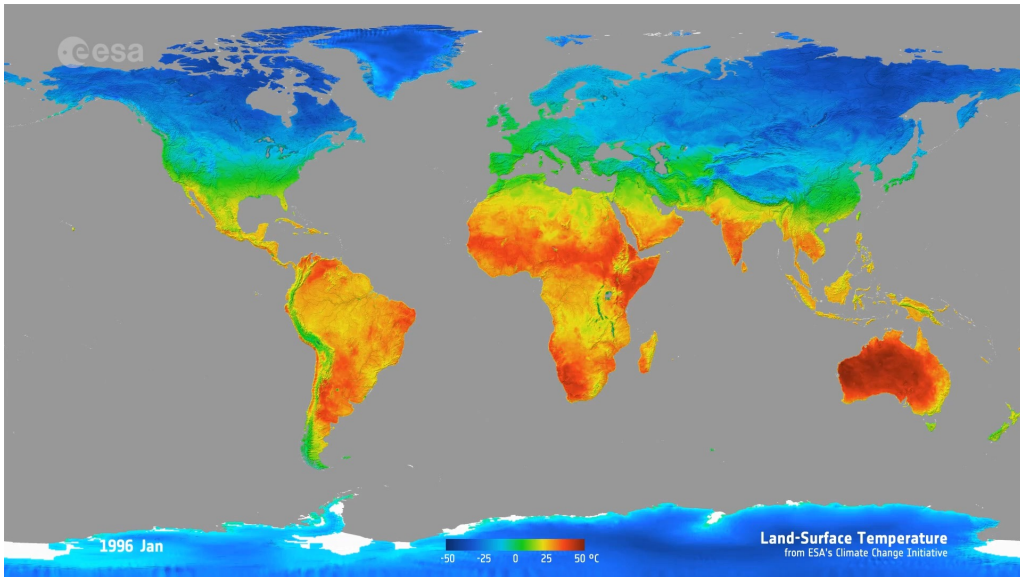 esa
1996 Jan
-50 -25 0 25 50 °C
Land-Surface Temperature
from ESA's Climate Change Initiative